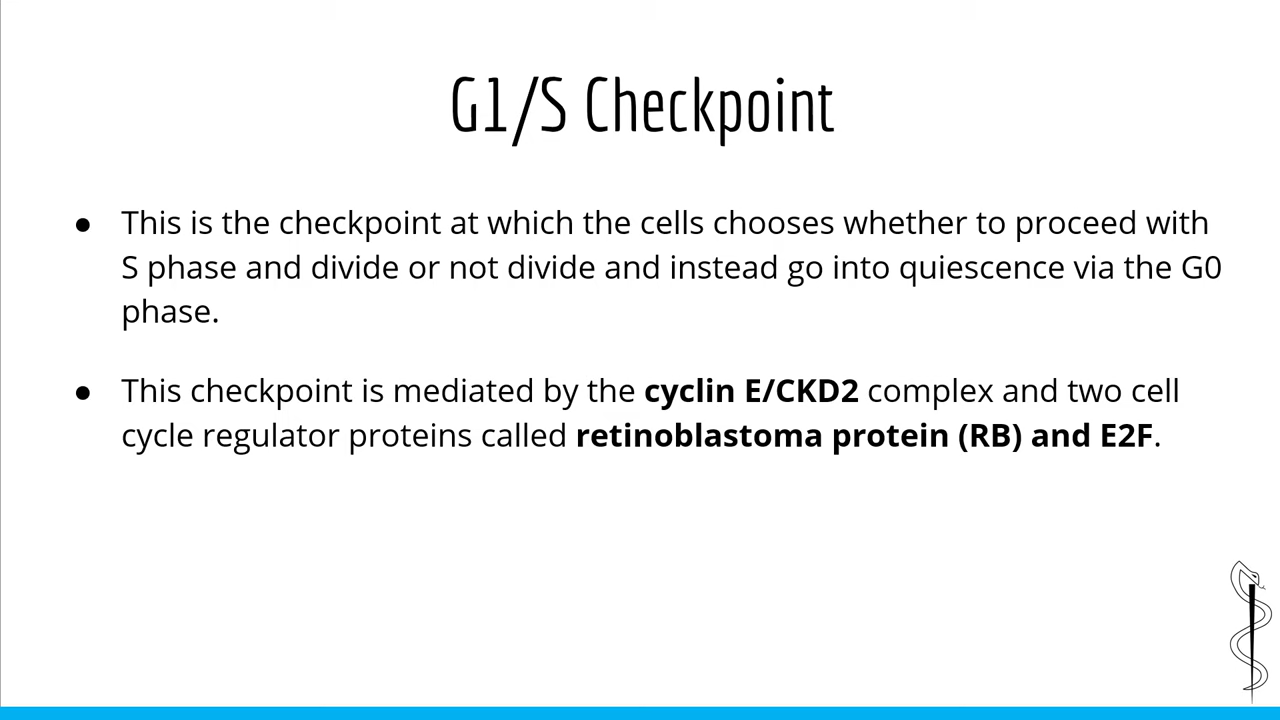 G1/S Checkpoint
● This is the checkpoint at which the cells chooses whether to proceed with
S phase and divide or not divide and instead go into quiescence via the G0
phase.
● This checkpoint is mediated by the cyclin E/CKD2 complex and two cell
cycle regulator proteins called retinoblastoma protein (RB) and E2F.